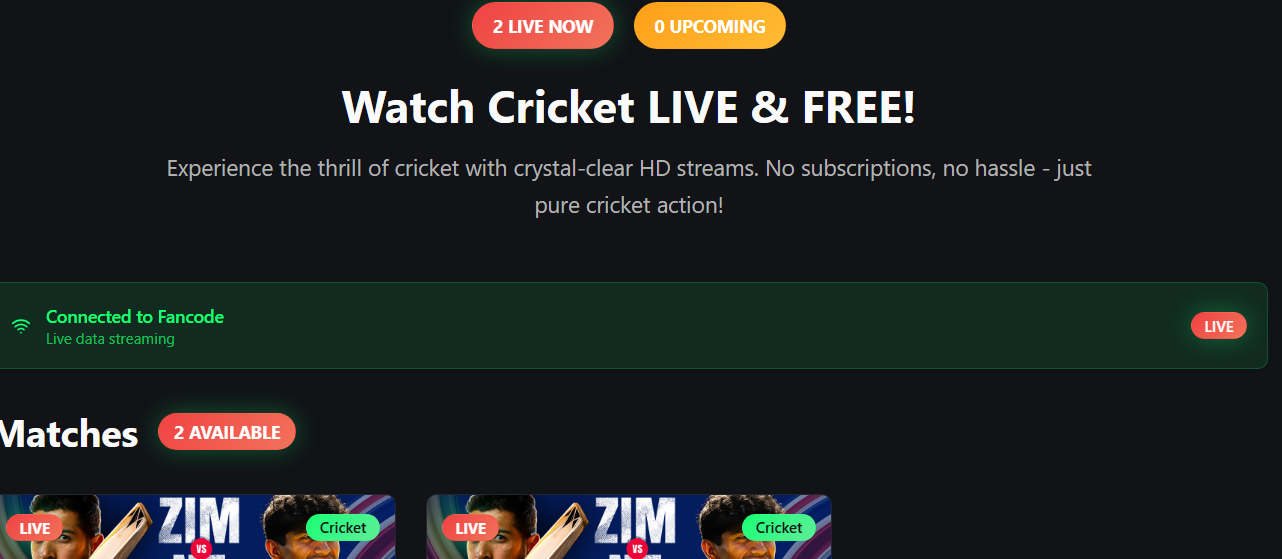 2 LIVE NOW
0 UPCOMING
Watch Cricket LIVE & FREE!
Experience the thrill of cricket with crystal-clear HD streams. No subscriptions, no hassle - just
pure cricket action!
Connected to Fancode
Live data streaming
LIVE
Matches
2 AVAILABLE
LIVE
ZIM
VS
Cricket
LIVE
ZIM
VS
Cricket